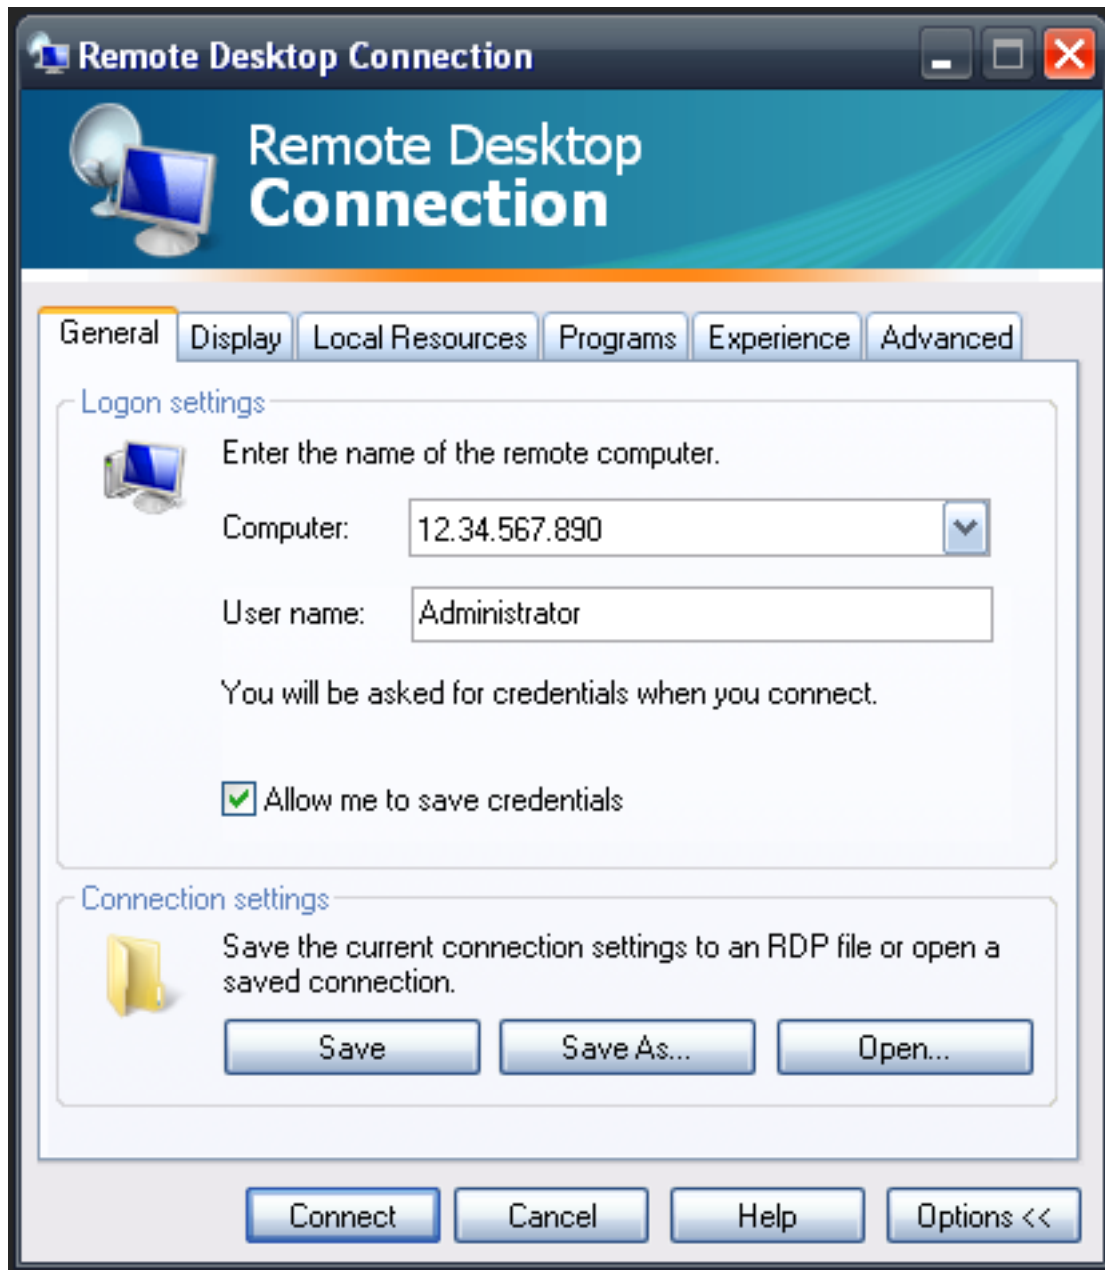 Remote Desktop Connection
Remote Desktop
Connection
General Display Local Resources Programs Experience Advanced
Logon settings
Enter the name of the remote computer.
Computer: 12.34.567.890
User name: Administrator
You will be asked for credentials when you connect.
Allow me to save credentials
Connection settings
Save the current connection settings to an RDP file or open a
saved connection.
Save Save As... Open...
Connect Cancel Help Options <<